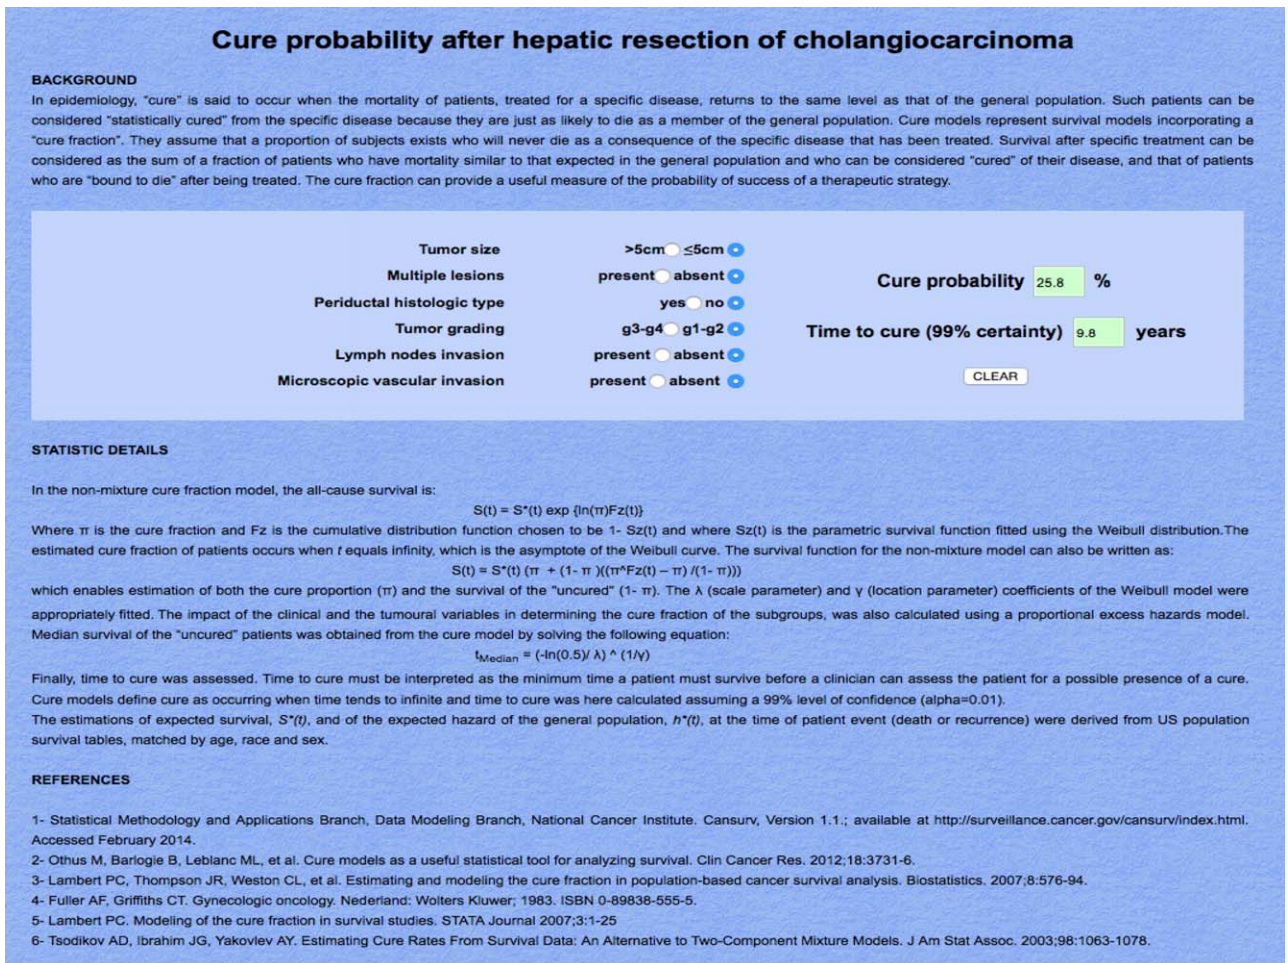 Cure probability after hepatic resection of cholangiocarcinoma
BACKGROUND
In epidemiology, "cure" is said to occur when the mortality of patients, treated for a specific disease, returns to the same level as that of the general population. Such patients can be
considered "statistically cured" from the specific disease because they are just as likely to die as a member of the general population. Cure models represent survival models incorporating a
"cure fraction". They assume that a proportion of subjects exists who will never die as a consequence of the specific disease that has been treated. Survival after specific treatment can be
considered as the sum of a fraction of patients who have mortality similar to that expected in the general population and who can be considered "cured" of their disease, and that of patients
who are "bound to die" after being treated. The cure fraction can provide a useful measure of the probability of success of a therapeutic strategy.
Tumor size >5cm ≤5cm
Multiple lesions present absent
Periductal histologic type yes no
Tumor grading g3-g4 g1-g2
Lymph nodes invasion present absent
Microscopic vascular invasion present absent
Cure probability 25.8 %
Time to cure (99% certainty) 9.8 years
CLEAR
STATISTIC DETAILS
In the non-mixture cure fraction model, the all-cause survival is:
S(t) = S*(t) exp {ln(π)Fz(t)}
Where π is the cure fraction and Fz is the cumulative distribution function chosen to be 1- Sz(t) and where Sz(t) is the parametric survival function fitted using the Weibull distribution.The
estimated cure fraction of patients occurs when t equals infinity, which is the asymptote of the Weibull curve. The survival function for the non-mixture model can also be written as:
S(t) = S*(t) (π + (1- π )((π^Fz(t) – π) /(1- π)))
which enables estimation of both the cure proportion (π) and the survival of the "uncured" (1- π). The λ (scale parameter) and γ (location parameter) coefficients of the Weibull model were
appropriately fitted. The impact of the clinical and the tumoural variables in determining the cure fraction of the subgroups, was also calculated using a proportional excess hazards model.
Median survival of the "uncured" patients was obtained from the cure model by solving the following equation:
tMedian = (-ln(0.5)/ λ) ^ (1/γ)
Finally, time to cure was assessed. Time to cure must be interpreted as the minimum time a patient must survive before a clinician can assess the patient for a possible presence of a cure.
Cure models define cure as occurring when time tends to infinite and time to cure was here calculated assuming a 99% level of confidence (alpha=0.01).
The estimations of expected survival, S*(t), and of the expected hazard of the general population, h*(t), at the time of patient event (death or recurrence) were derived from US population
survival tables, matched by age, race and sex.
REFERENCES
1- Statistical Methodology and Applications Branch, Data Modeling Branch, National Cancer Institute. Cansurv, Version 1.1.; available at http://surveillance.cancer.gov/cansurv/index.html.
Accessed February 2014.
2- Othus M, Barlogie B, Leblanc ML, et al. Cure models as a useful statistical tool for analyzing survival. Clin Cancer Res. 2012;18:3731-6.
3- Lambert PC, Thompson JR, Weston CL, et al. Estimating and modeling the cure fraction in population-based cancer survival analysis. Biostatistics. 2007;8:576-94.
4- Fuller AF, Griffiths CT. Gynecologic oncology. Nederland: Wolters Kluwer; 1983. ISBN 0-89838-555-5.
5- Lambert PC. Modeling of the cure fraction in survival studies. STATA Journal 2007;3:1-25
6- Tsodikov AD, Ibrahim JG, Yakovlev AY. Estimating Cure Rates From Survival Data: An Alternative to Two-Component Mixture Models. J Am Stat Assoc. 2003;98:1063-1078.